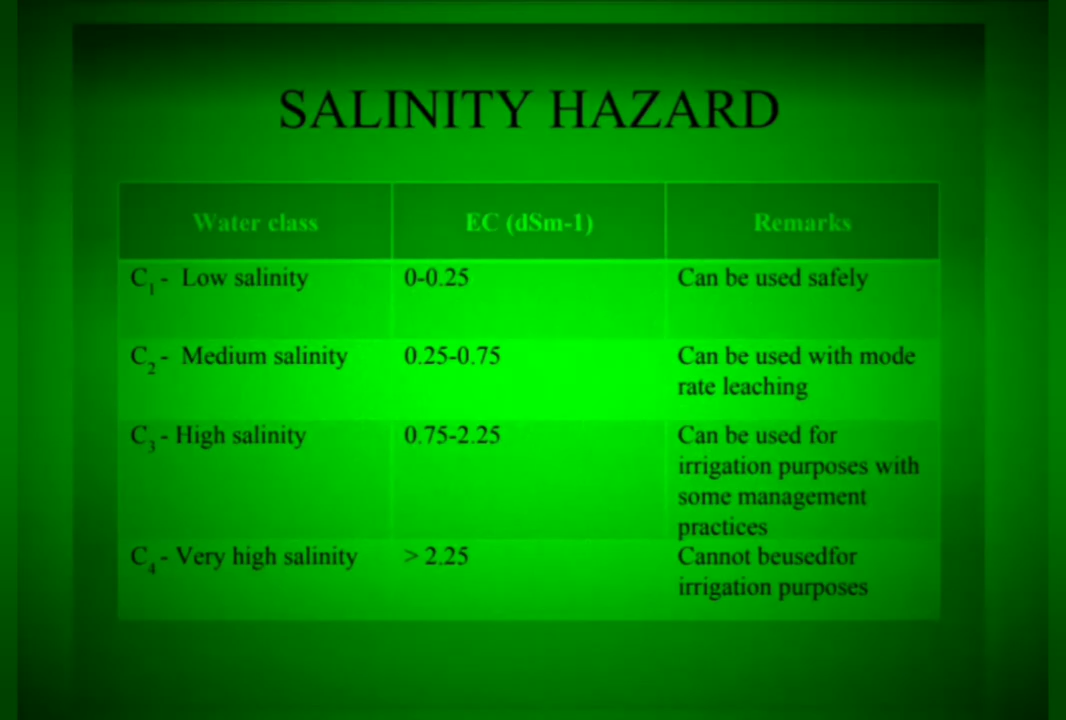 SALINITY HAZARD
Water class EC (dSm-1) Remarks
C₁ - Low salinity 0-0.25 Can be used safely
C₂ - Medium salinity 0.25-0.75 Can be used with mode
rate leaching
C₃ - High salinity 0.75-2.25 Can be used for
irrigation purposes with
some management
practices
C₄ - Very high salinity > 2.25 Cannot beusedfor
irrigation purposes